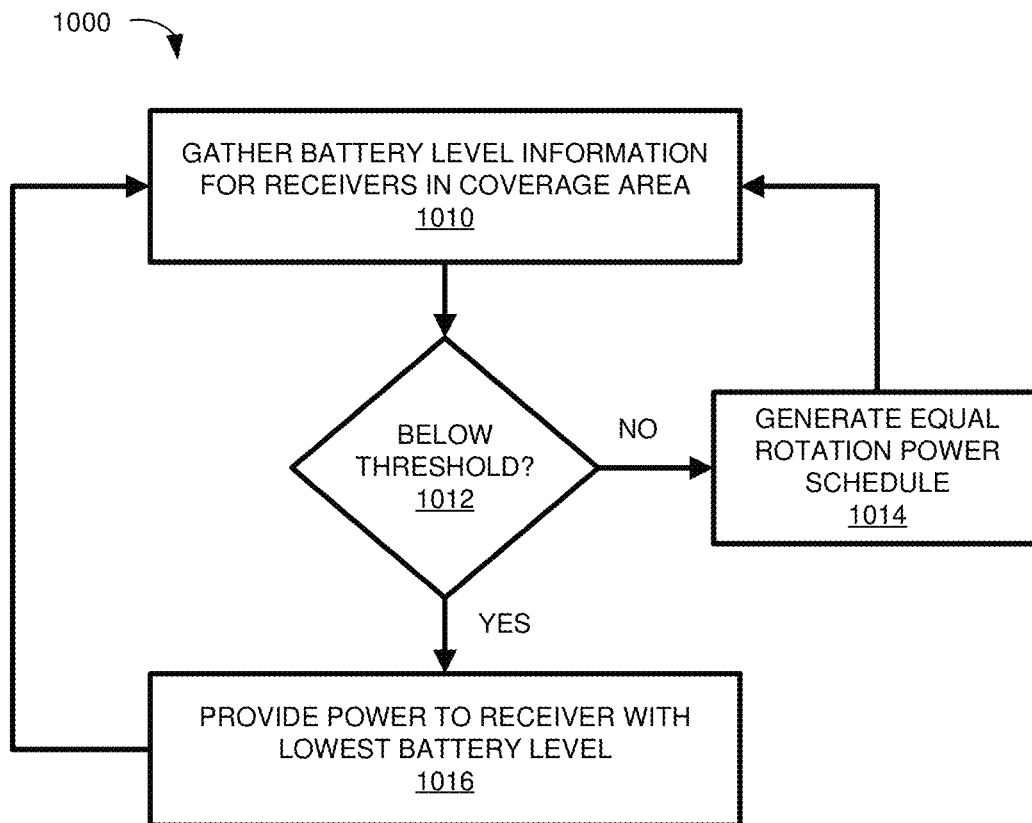 1000
GATHER BATTERY LEVEL INFORMATION
FOR RECEIVERS IN COVERAGE AREA
1010
BELOW
THRESHOLD?
1012
NO
GENERATE EQUAL
ROTATION POWER
SCHEDULE
1014
YES
PROVIDE POWER TO RECEIVER WITH
LOWEST BATTERY LEVEL
1016